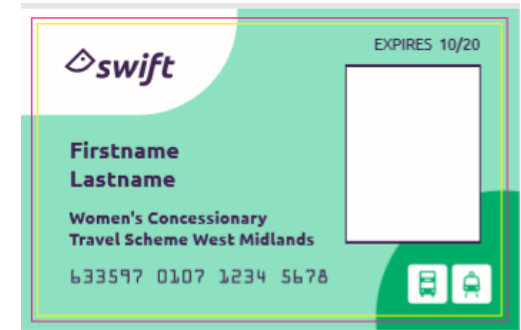 swift
EXPIRES 10/20
Firstname
Lastname
Women's Concessionary
Travel Scheme West Midlands
633597 0107 1234 5678